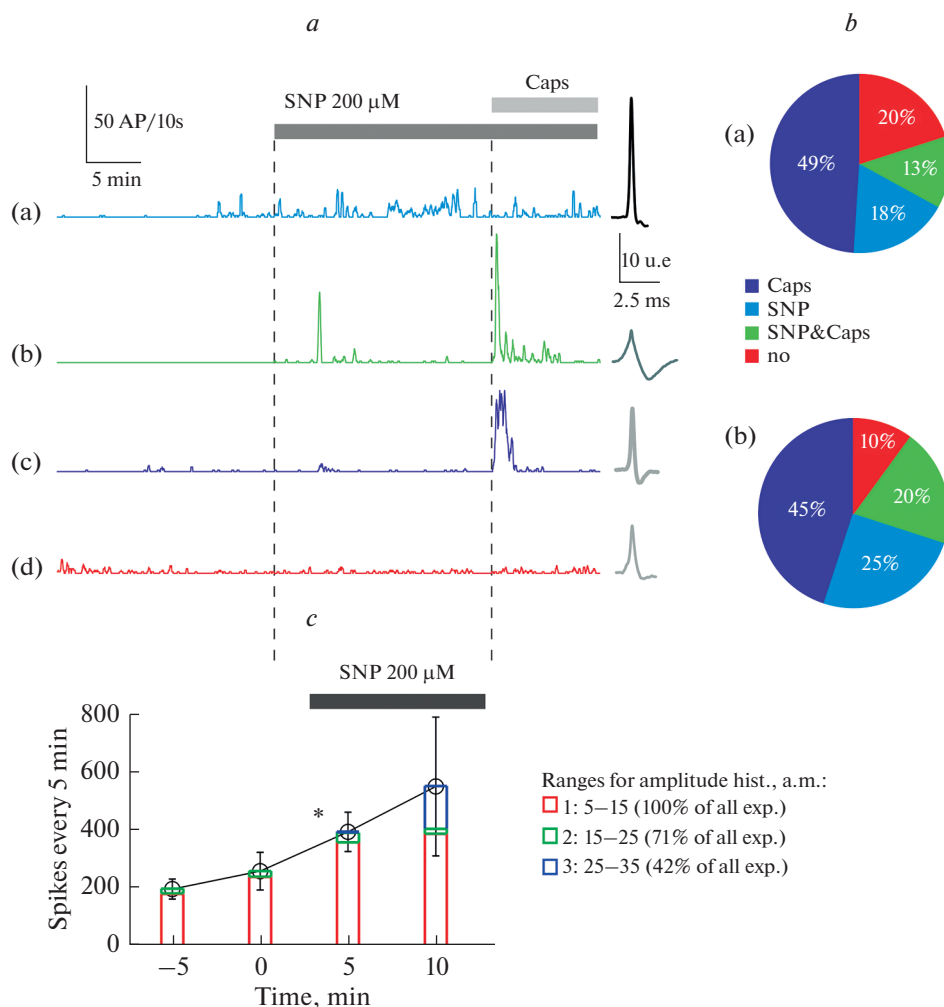 a
b
50 AP/10s
5 min
SNP 200 μM
Caps
(a)
(b)
(c)
(d)
10 u.e
2.5 ms
(a)
20%
13%
18%
49%
Caps
SNP
SNP&Caps
no
(b)
10%
20%
25%
45%
c
SNP 200 μM
Spikes every 5 min
800
600
400
200
0
*
−5
0
5
10
Time, min
Ranges for amplitude hist., a.m.:
1: 5–15 (100% of all exp.)
2: 15–25 (71% of all exp.)
3: 25–35 (42% of all exp.)